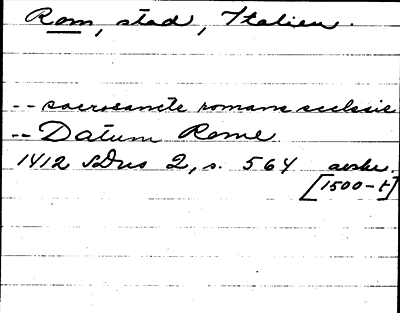 Rom, stad, Italien.
-- sacrosancte romane ecclesie
-- Datum Rome
1412 SDns 2, s. 564 avskr.
[1500-t]